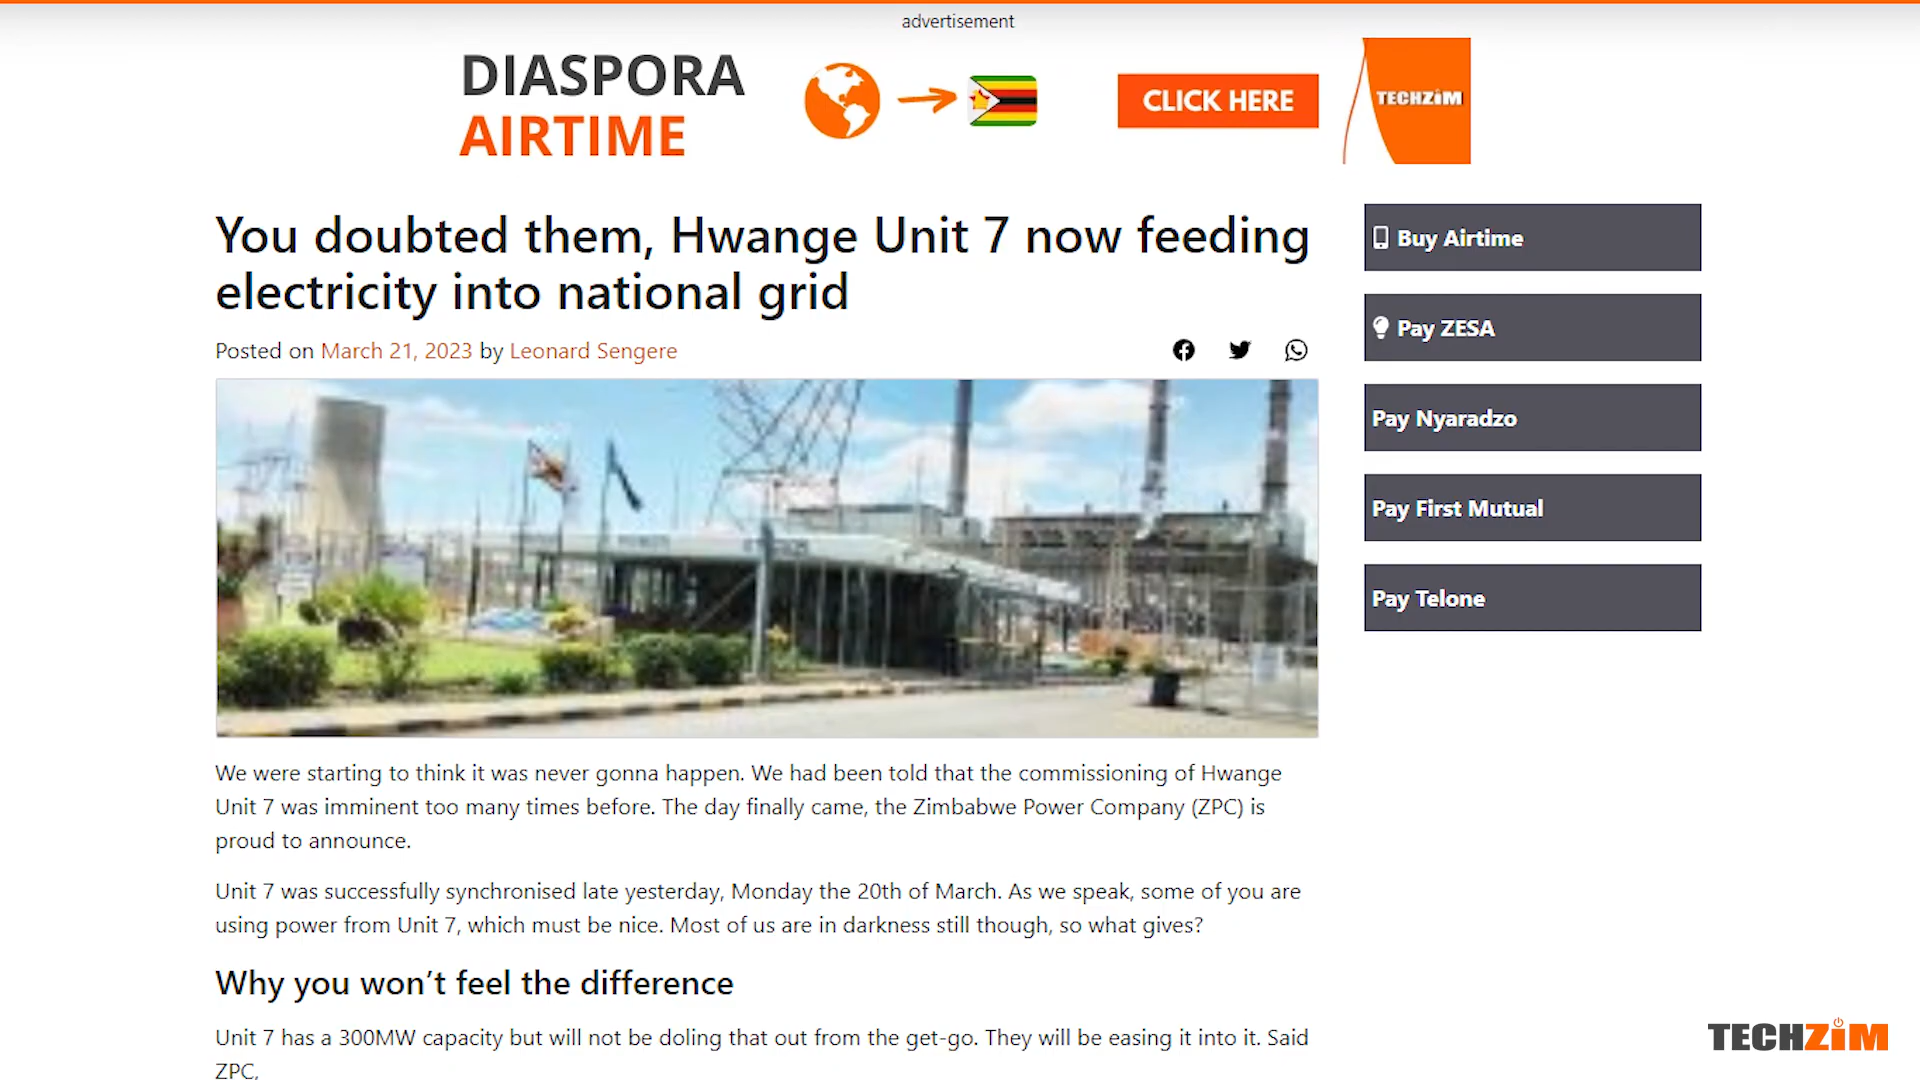 advertisement
DIASPORA
AIRTIME
CLICK HERE
TECHZiM
You doubted them, Hwange Unit 7 now feeding
electricity into national grid
Posted on March 21, 2023 by Leonard Sengere
Buy Airtime
Pay ZESA
Pay Nyaradzo
Pay First Mutual
Pay Telone
We were starting to think it was never gonna happen. We had been told that the commissioning of Hwange
Unit 7 was imminent too many times before. The day finally came, the Zimbabwe Power Company (ZPC) is
proud to announce.
Unit 7 was successfully synchronised late yesterday, Monday the 20th of March. As we speak, some of you are
using power from Unit 7, which must be nice. Most of us are in darkness still though, so what gives?
Why you won’t feel the difference
Unit 7 has a 300MW capacity but will not be doling that out from the get-go. They will be easing it into it. Said
ZPC,
TECHZiM